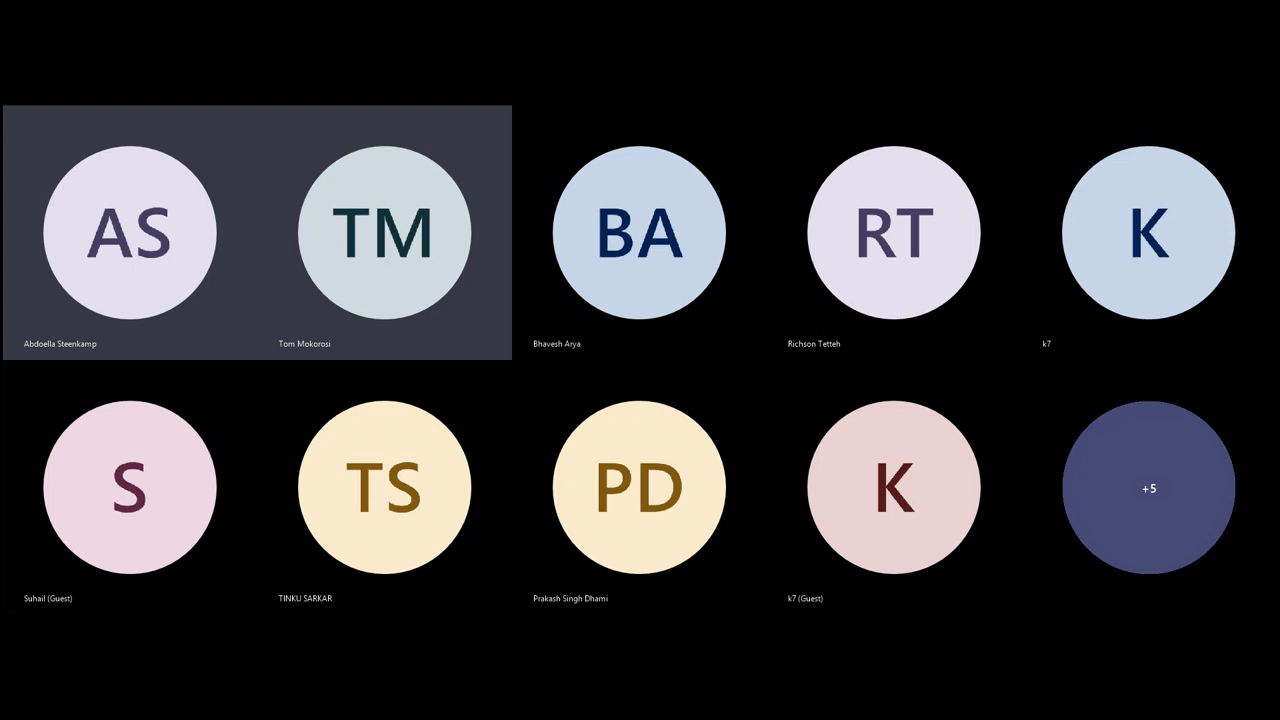 AS
TM
BA
RT
K
Abdoella Steenkamp
Tom Mokorosi
Bhavesh Arya
Richson Tetteh
k7
S
TS
PD
K
+5
Suhail (Guest)
TINKU SARKAR
Prakash Singh Dhami
k7 (Guest)